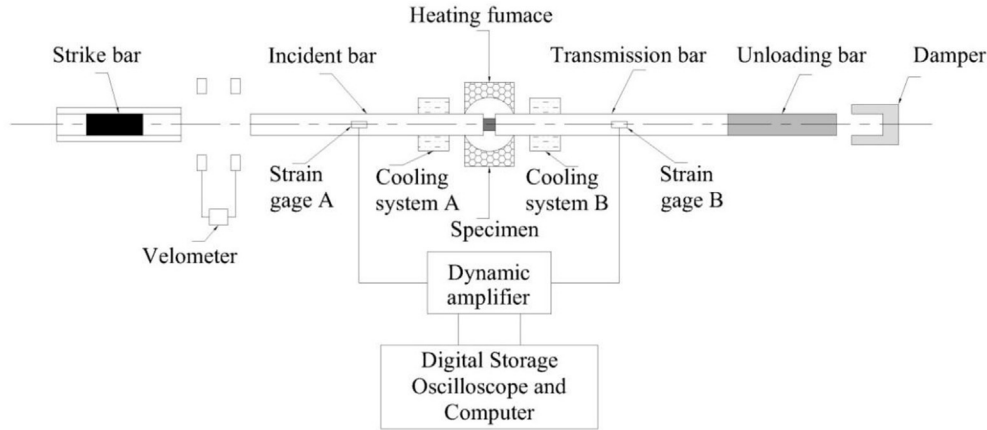 Heating fumace
Strike bar
Incident bar
Transmission bar
Unloading bar
Damper
Strain
gage A
Cooling
system A
Specimen
Cooling
system B
Strain
gage B
Velometer
Dynamic
amplifier
Digital Storage
Oscilloscope and
Computer